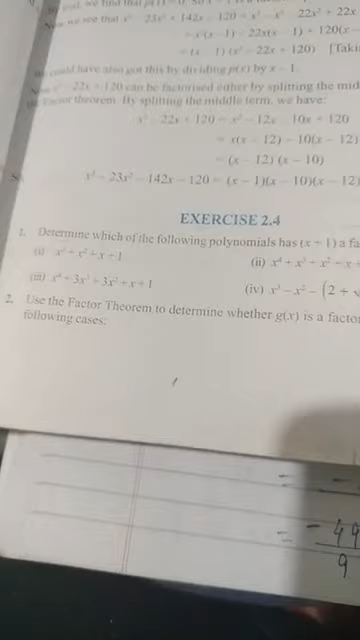 we see that x³ – 23x² + 142x – 120 = x³ – x² – 22x² + 22x
= x²(x – 1) – 22x(x – 1) + 120(x –
= (x – 1) (x² – 22x + 120) [Taki
could have also got this by dividing p(x) by x – 1.
x² – 22x + 120 can be factorised either by splitting the mid
Factor theorem. By splitting the middle term, we have:
x² – 22x + 120 = x² – 12x – 10x + 120
= x(x – 12) – 10(x – 12)
= (x – 12) (x – 10)
x³ – 23x² – 142x – 120 = (x – 1)(x – 10)(x – 12)
EXERCISE 2.4
1. Determine which of the following polynomials has (x + 1) a fa
(i) x³ + x² + x + 1 (ii) x⁴ + x³ + x² + x +
(iii) x⁴ + 3x³ + 3x² + x + 1 (iv) x³ – x² – (2 + √
2. Use the Factor Theorem to determine whether g(x) is a facto
following cases:
= –
= – 49
9